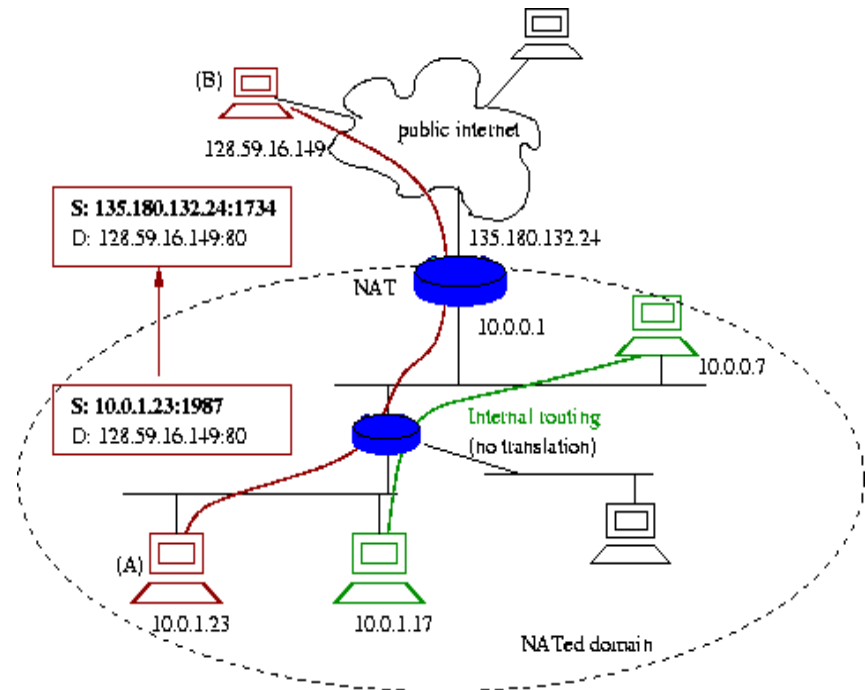 (B)
public internet
128.59.16.149
S: 135.180.132.24:1734
D: 128.59.16.149:80
135.180.132.24
NAT
10.0.0.1
10.0.0.7
S: 10.0.1.23:1987
D: 128.59.16.149:80
Internal routing
(no translation)
(A)
10.0.1.23
10.0.1.17
NATed domain